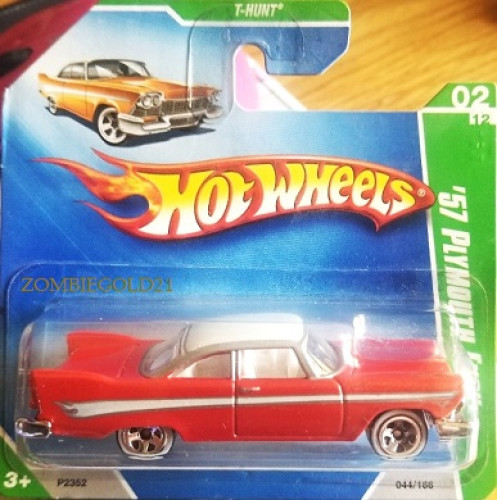 T-HUNT®
02
12
HOT WHEELS®
'57 PLYMOUTH
ZOMBIEGOLD21
3+
P2352
044/166